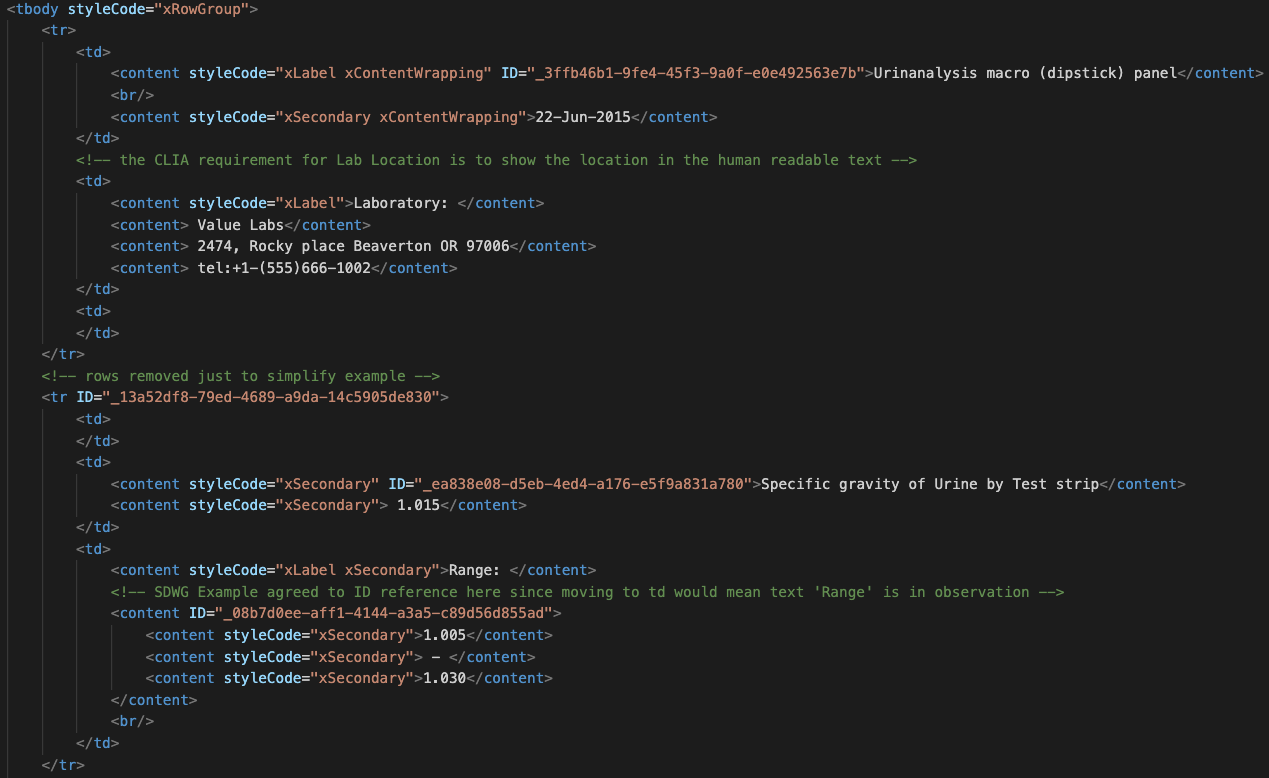 <tbody styleCode="xRowGroup">
<tr>
<td>
<content styleCode="xLabel xContentWrapping" ID="_3ffb46b1-9fe4-45f3-9a0f-e0e492563e7b">Urinanalysis macro (dipstick) panel</content>
<br/>
<content styleCode="xSecondary xContentWrapping">22-Jun-2015</content>
</td>
<!-- the CLIA requirement for Lab Location is to show the location in the human readable text -->
<td>
<content styleCode="xLabel">Laboratory: </content>
<content> Value Labs</content>
<content> 2474, Rocky place Beaverton OR 97006</content>
<content> tel:+1-(555)666-1002</content>
</td>
<td>
</td>
</tr>
<!-- rows removed just to simplify example -->
<tr ID="_13a52df8-79ed-4689-a9da-14c5905de830">
<td>
</td>
<td>
<content styleCode="xSecondary" ID="_ea838e08-d5eb-4ed4-a176-e5f9a831a780">Specific gravity of Urine by Test strip</content>
<content styleCode="xSecondary"> 1.015</content>
</td>
<td>
<content styleCode="xLabel xSecondary">Range: </content>
<!-- SDWG Example agreed to ID reference here since moving to td would mean text 'Range' is in observation -->
<content ID="_08b7d0ee-aff1-4144-a3a5-c89d56d855ad">
<content styleCode="xSecondary">1.005</content>
<content styleCode="xSecondary"> - </content>
<content styleCode="xSecondary">1.030</content>
</content>
<br/>
</td>
</tr>